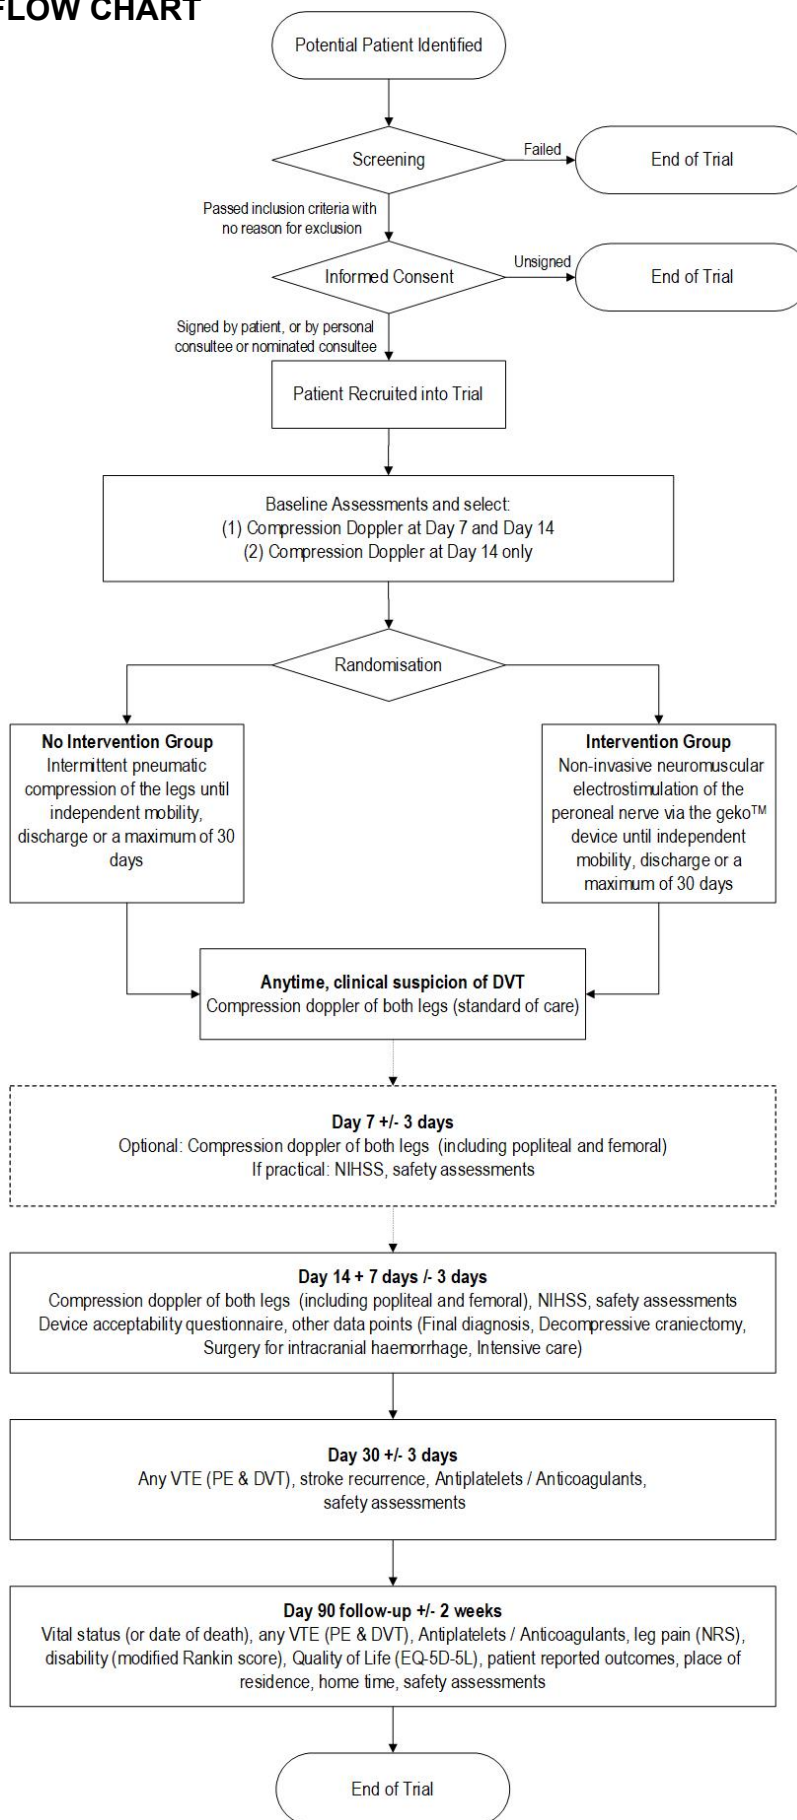 FLOW CHART
Potential Patient Identified
Screening
Failed
End of Trial
Passed inclusion criteria with
no reason for exclusion
Informed Consent
Unsigned
End of Trial
Signed by patient, or by personal
consultee or nominated consultee
Patient Recruited into Trial
Baseline Assessments and select:
(1) Compression Doppler at Day 7 and Day 14
(2) Compression Doppler at Day 14 only
Randomisation
No Intervention Group
Intermittent pneumatic
compression of the legs until
independent mobility,
discharge or a maximum of 30
days
Intervention Group
Non-invasive neuromuscular
electrostimulation of the
peroneal nerve via the geko™
device until independent
mobility, discharge or a
maximum of 30 days
Anytime, clinical suspicion of DVT
Compression doppler of both legs (standard of care)
Day 7 +/- 3 days
Optional: Compression doppler of both legs (including popliteal and femoral)
If practical: NIHSS, safety assessments
Day 14 + 7 days /- 3 days
Compression doppler of both legs (including popliteal and femoral), NIHSS, safety assessments
Device acceptability questionnaire, other data points (Final diagnosis, Decompressive craniectomy,
Surgery for intracranial haemorrhage, Intensive care)
Day 30 +/- 3 days
Any VTE (PE & DVT), stroke recurrence, Antiplatelets / Anticoagulants,
safety assessments
Day 90 follow-up +/- 2 weeks
Vital status (or date of death), any VTE (PE & DVT), Antiplatelets / Anticoagulants, leg pain (NRS),
disability (modified Rankin score), Quality of Life (EQ-5D-5L), patient reported outcomes, place of
residence, home time, safety assessments
End of Trial